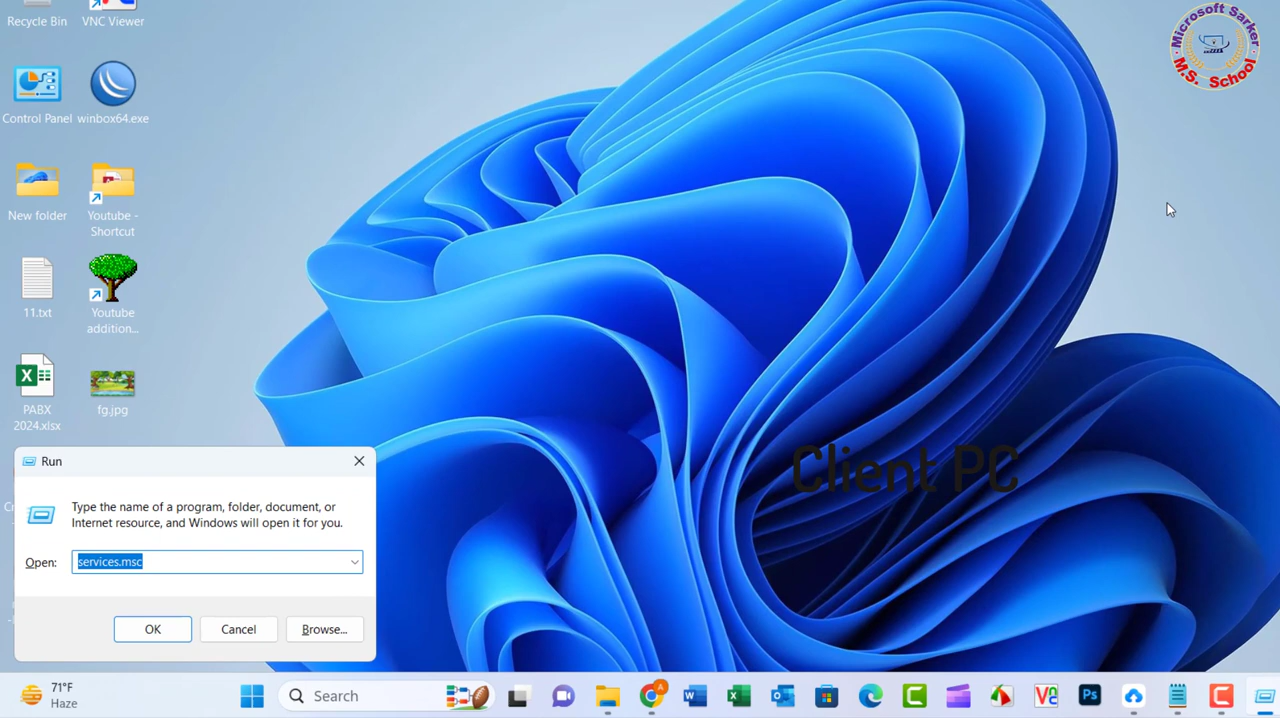 Recycle Bin
VNC Viewer
Microsoft Sarker
M.S. School
Control Panel
winbox64.exe
New folder
Youtube -
Shortcut
11.txt
Youtube
addition...
X
PABX
2024.xlsx
fg.jpg
Run
Type the name of a program, folder, document, or
Internet resource, and Windows will open it for you.
Open:
services.msc
OK
Cancel
Browse...
Client PC
71°F
Haze
Search
A
W
X
O
VC
Ps
C
C